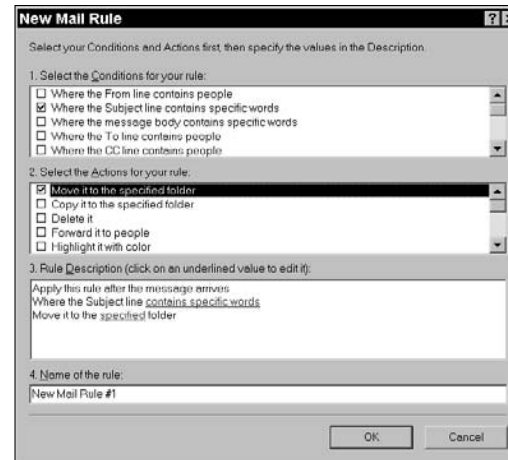 New Mail Rule
Select your Conditions and Actions first, then specify the values in the Description.
1. Select the Conditions for your rule:
Where the From line contains people
Where the Subject line contains specific words
Where the message body contains specific words
Where the To line contains people
Where the CC line contains people
2. Select the Actions for your rule:
Move it to the specified folder
Copy it to the specified folder
Delete it
Forward it to people
Highlight it with color
3. Rule Description (click on an underlined value to edit it):
Apply this rule after the message arrives
Where the Subject line contains specific words
Move it to the specified folder
4. Name of the rule:
New Mail Rule #1
OK Cancel